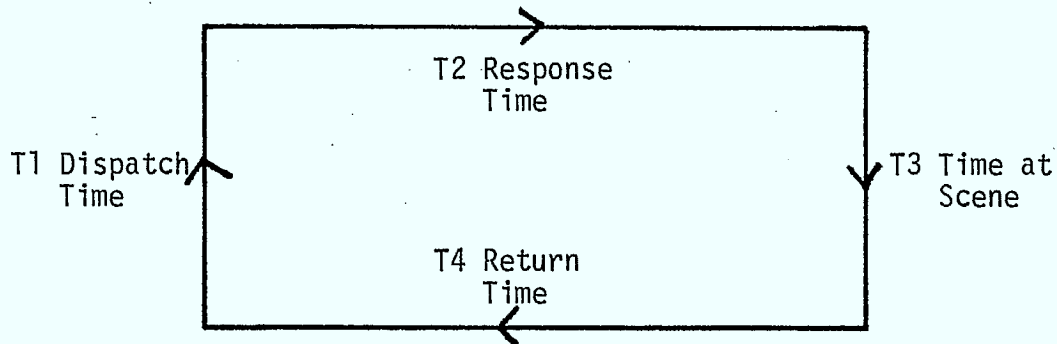 T2 Response
Time
T1 Dispatch
Time
T3 Time at
Scene
T4 Return
Time